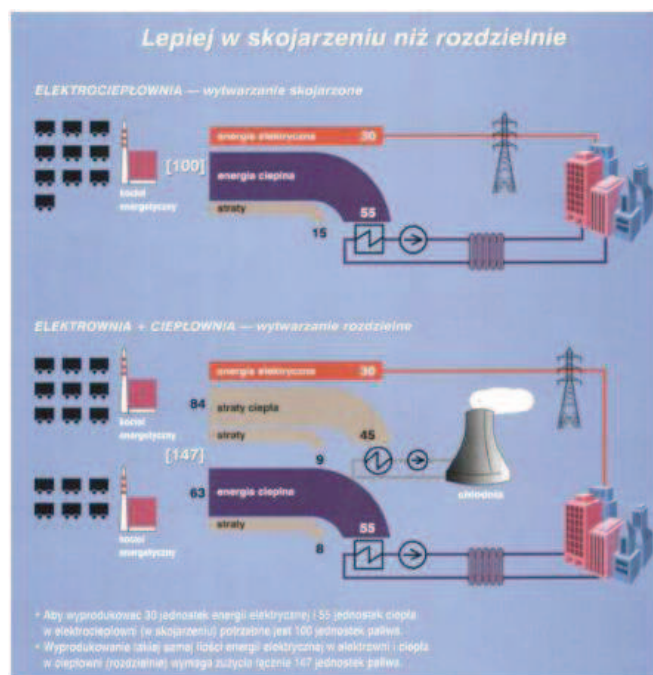 Lepiej w skojarzeniu niż rozdzielnie
ELEKTROCIEPŁOWNIA — wytwarzanie skojarzone
energia elektryczna 30
[100]
energia cieplna
kocioł
energetyczny
straty
55
15
ELEKTROWNIA + CIEPŁOWNIA — wytwarzanie rozdzielne
energia elektryczna 30
84
straty ciepła
kocioł
energetyczny
straty
45
9
[147]
63
energia cieplna
chłodnia
straty
55
kocioł
energetyczny
8
• Aby wyprodukować 30 jednostek energii elektrycznej i 55 jednostek ciepła
w elektrociepłowni (w skojarzeniu) potrzebne jest 100 jednostek paliwa.
• Wyprodukowanie takiej samej ilości energii elektrycznej w elektrowni i ciepła
w ciepłowni (rozdzielnie) wymaga zużycia łącznie 147 jednostek paliwa.